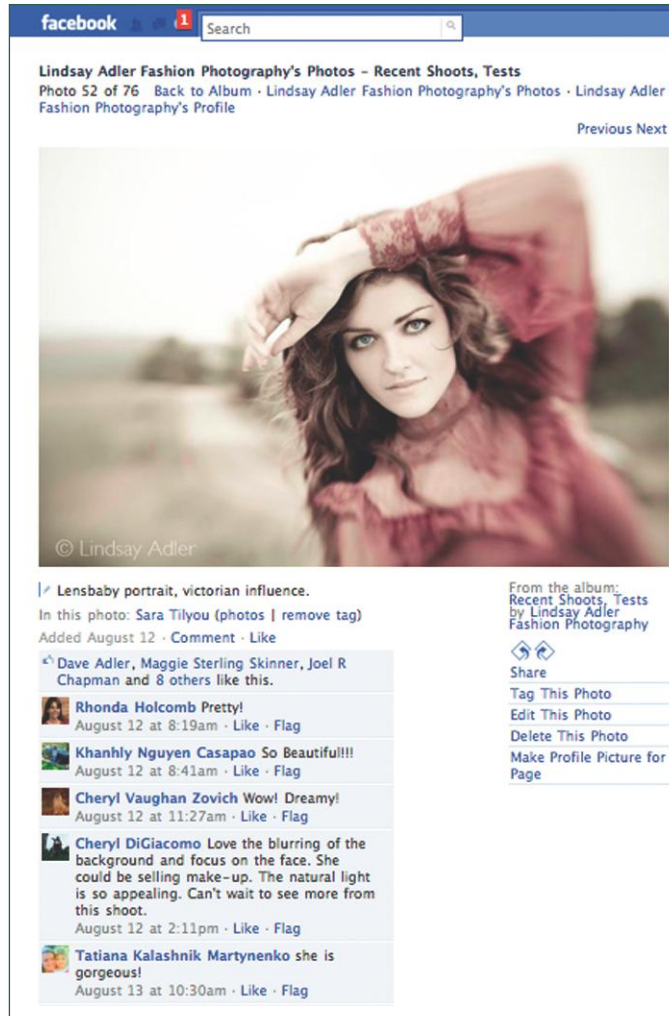 facebook
1
Search
Lindsay Adler Fashion Photography's Photos – Recent Shoots, Tests
Photo 52 of 76 Back to Album · Lindsay Adler Fashion Photography's Photos · Lindsay Adler
Fashion Photography's Profile
Previous Next
© Lindsay Adler
Lensbaby portrait, victorian influence.
In this photo: Sara Tilyou (photos | remove tag)
Added August 12 · Comment · Like
Dave Adler, Maggie Sterling Skinner, Joel R
Chapman and 8 others like this.
Rhonda Holcomb Pretty!
August 12 at 8:19am · Like · Flag
Khanhly Nguyen Casapao So Beautiful!!!
August 12 at 8:41am · Like · Flag
Cheryl Vaughan Zovich Wow! Dreamy!
August 12 at 11:27am · Like · Flag
Cheryl DiGiacomo Love the blurring of the
background and focus on the face. She
could be selling make-up. The natural light
is so appealing. Can't wait to see more from
this shoot.
August 12 at 2:11pm · Like · Flag
Tatiana Kalashnik Martynenko she is
gorgeous!
August 13 at 10:30am · Like · Flag
From the album:
Recent Shoots, Tests
by Lindsay Adler
Fashion Photography
Share
Tag This Photo
Edit This Photo
Delete This Photo
Make Profile Picture for
Page